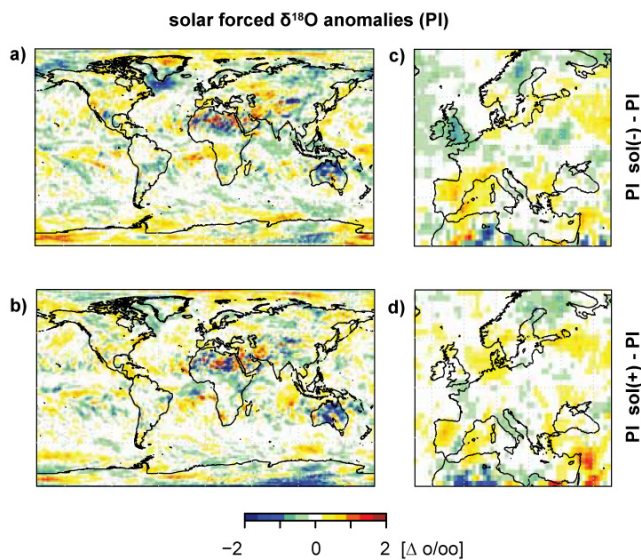 solar forced δ¹⁸O anomalies (PI)
a)
c)
PI sol(-) - PI
b)
d)
PI sol(+) - PI
−2 0 2 [Δ o/oo]